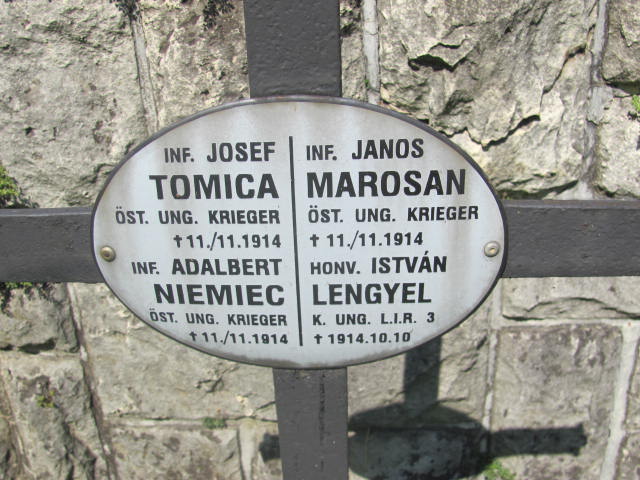 INF. JOSEF
TOMICA
ÖST. UNG. KRIEGER
† 11./11.1914
INF. ADALBERT
NIEMIEC
ÖST. UNG. KRIEGER
† 11./11.1914
INF. JANOS
MAROSAN
ÖST. UNG. KRIEGER
† 11./11.1914
HONV. ISTVÁN
LENGYEL
K. UNG. L.I.R. 3
† 1914.10.10